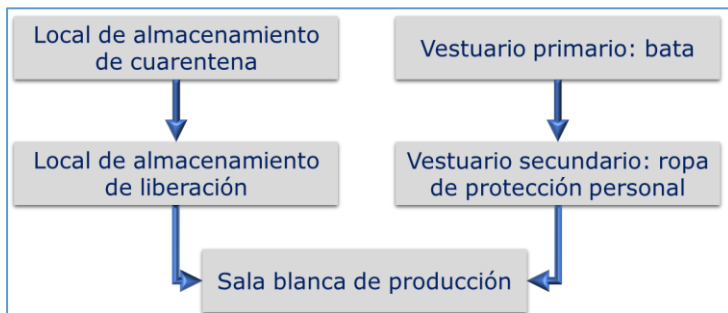 Local de almacenamiento
de cuarentena
Vestuario primario: bata
Local de almacenamiento
de liberación
Vestuario secundario: ropa
de protección personal
Sala blanca de producción